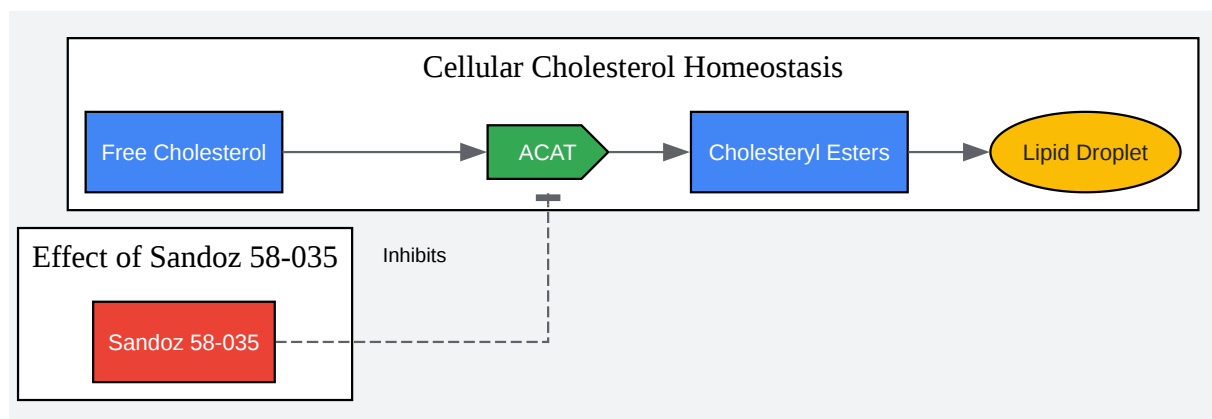 Cellular Cholesterol Homeostasis
Free Cholesterol
ACAT
Cholesteryl Esters
Lipid Droplet
Effect of Sandoz 58-035
Inhibits
Sandoz 58-035